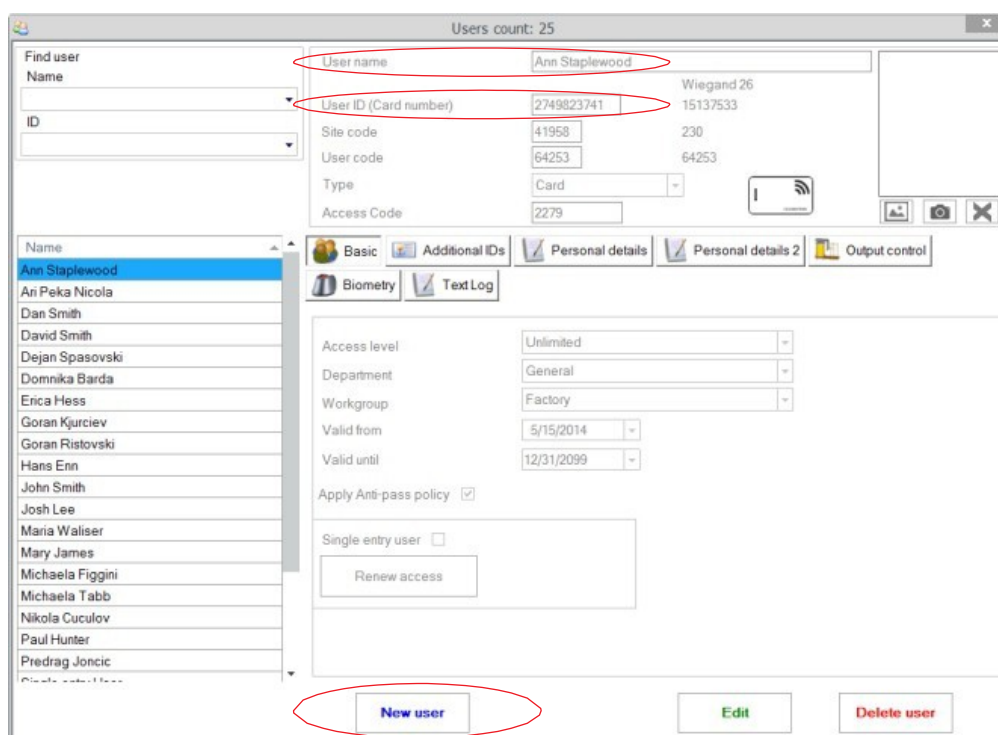 Users count: 25
x
Find user
Name
ID
User name Ann Staplewood
Wiegand 26
User ID (Card number) 2749823741 15137533
Site code 41958 230
User code 64253 64253
Type Card
Access Code 2279
Name
Ann Staplewood
Ari Peka Nicola
Dan Smith
David Smith
Dejan Spasovski
Domnika Barda
Erica Hess
Goran Kjurciev
Goran Ristovski
Hans Enn
John Smith
Josh Lee
Maria Waliser
Mary James
Michaela Figgini
Michaela Tabb
Nikola Cuculov
Paul Hunter
Predrag Joncic
Single entry User
Basic Additional IDs Personal details Personal details 2 Output control
Biometry Text Log
Access level Unlimited
Department General
Workgroup Factory
Valid from 5/15/2014
Valid until 12/31/2099
Apply Anti-pass policy
Single entry user
Renew access
New user Edit Delete user